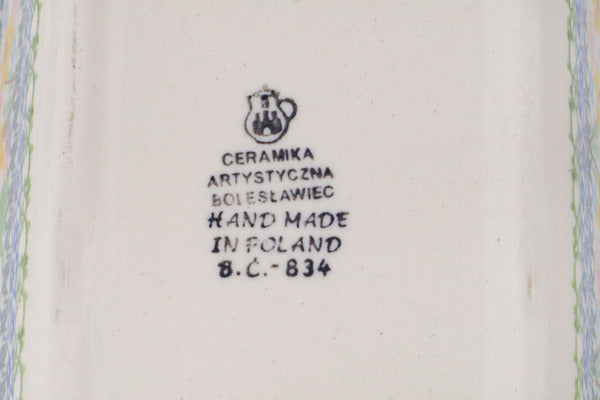 CERAMIKA
ARTYSTYCZNA
BOLESŁAWIEC
HAND MADE
IN POLAND
B.C.-834